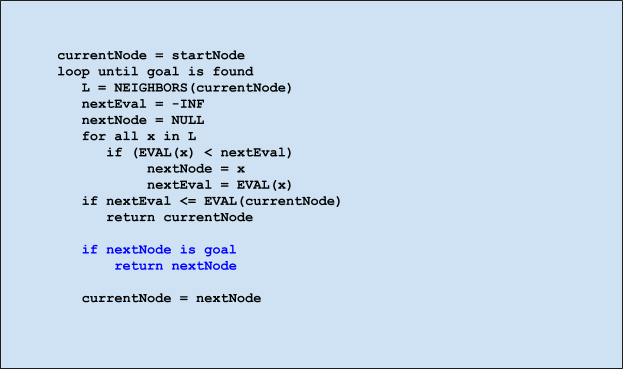 currentNode = startNode
loop until goal is found
L = NEIGHBORS(currentNode)
nextEval = -INF
nextNode = NULL
for all x in L
if (EVAL(x) < nextEval)
nextNode = x
nextEval = EVAL(x)
if nextEval <= EVAL(currentNode)
return currentNode
if nextNode is goal
return nextNode
currentNode = nextNode